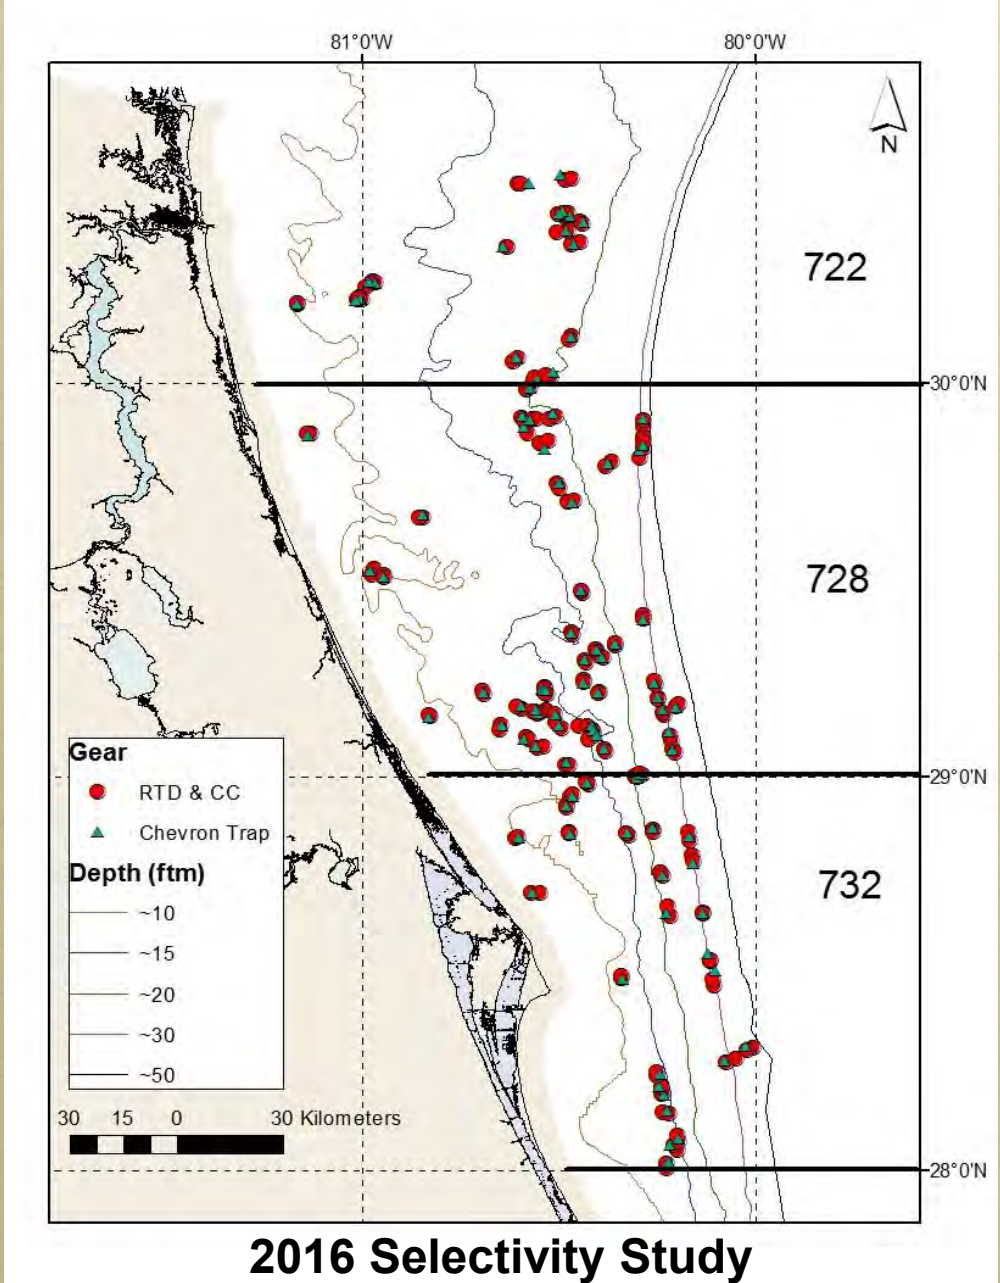 81°0'W 80°0'W
N
722
30°0'N
728
29°0'N
Gear
RTD & CC
Chevron Trap
Depth (ftm)
~10
~15
~20
~30
~50
732
30 15 0 30 Kilometers
28°0'N
2016 Selectivity Study